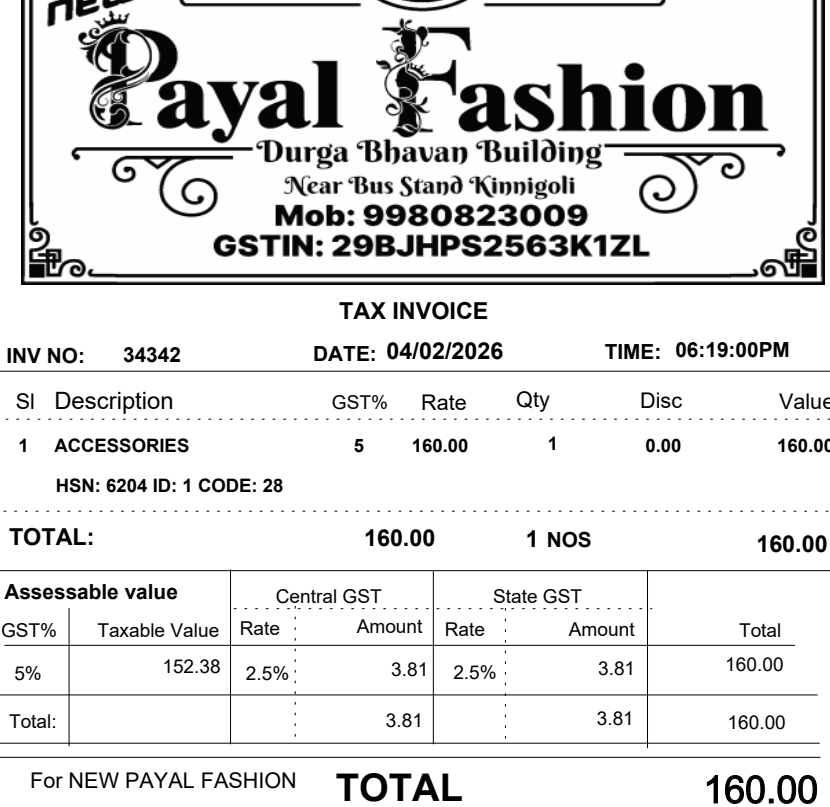 new
Payal Fashion
Durga Bhavan Building
Near Bus Stand Kinnigoli
Mob: 9980823009
GSTIN: 29BJHPS2563K1ZL
TAX INVOICE
INV NO: 34342 DATE: 04/02/2026 TIME: 06:19:00PM
Sl Description GST% Rate Qty Disc Value
1 ACCESSORIES 5 160.00 1 0.00 160.00
HSN: 6204 ID: 1 CODE: 28
TOTAL: 160.00 1 NOS 160.00
Assessable value Central GST State GST
GST% Taxable Value Rate Amount Rate Amount Total
5% 152.38 2.5% 3.81 2.5% 3.81 160.00
Total: 3.81 3.81 160.00
For NEW PAYAL FASHION TOTAL 160.00